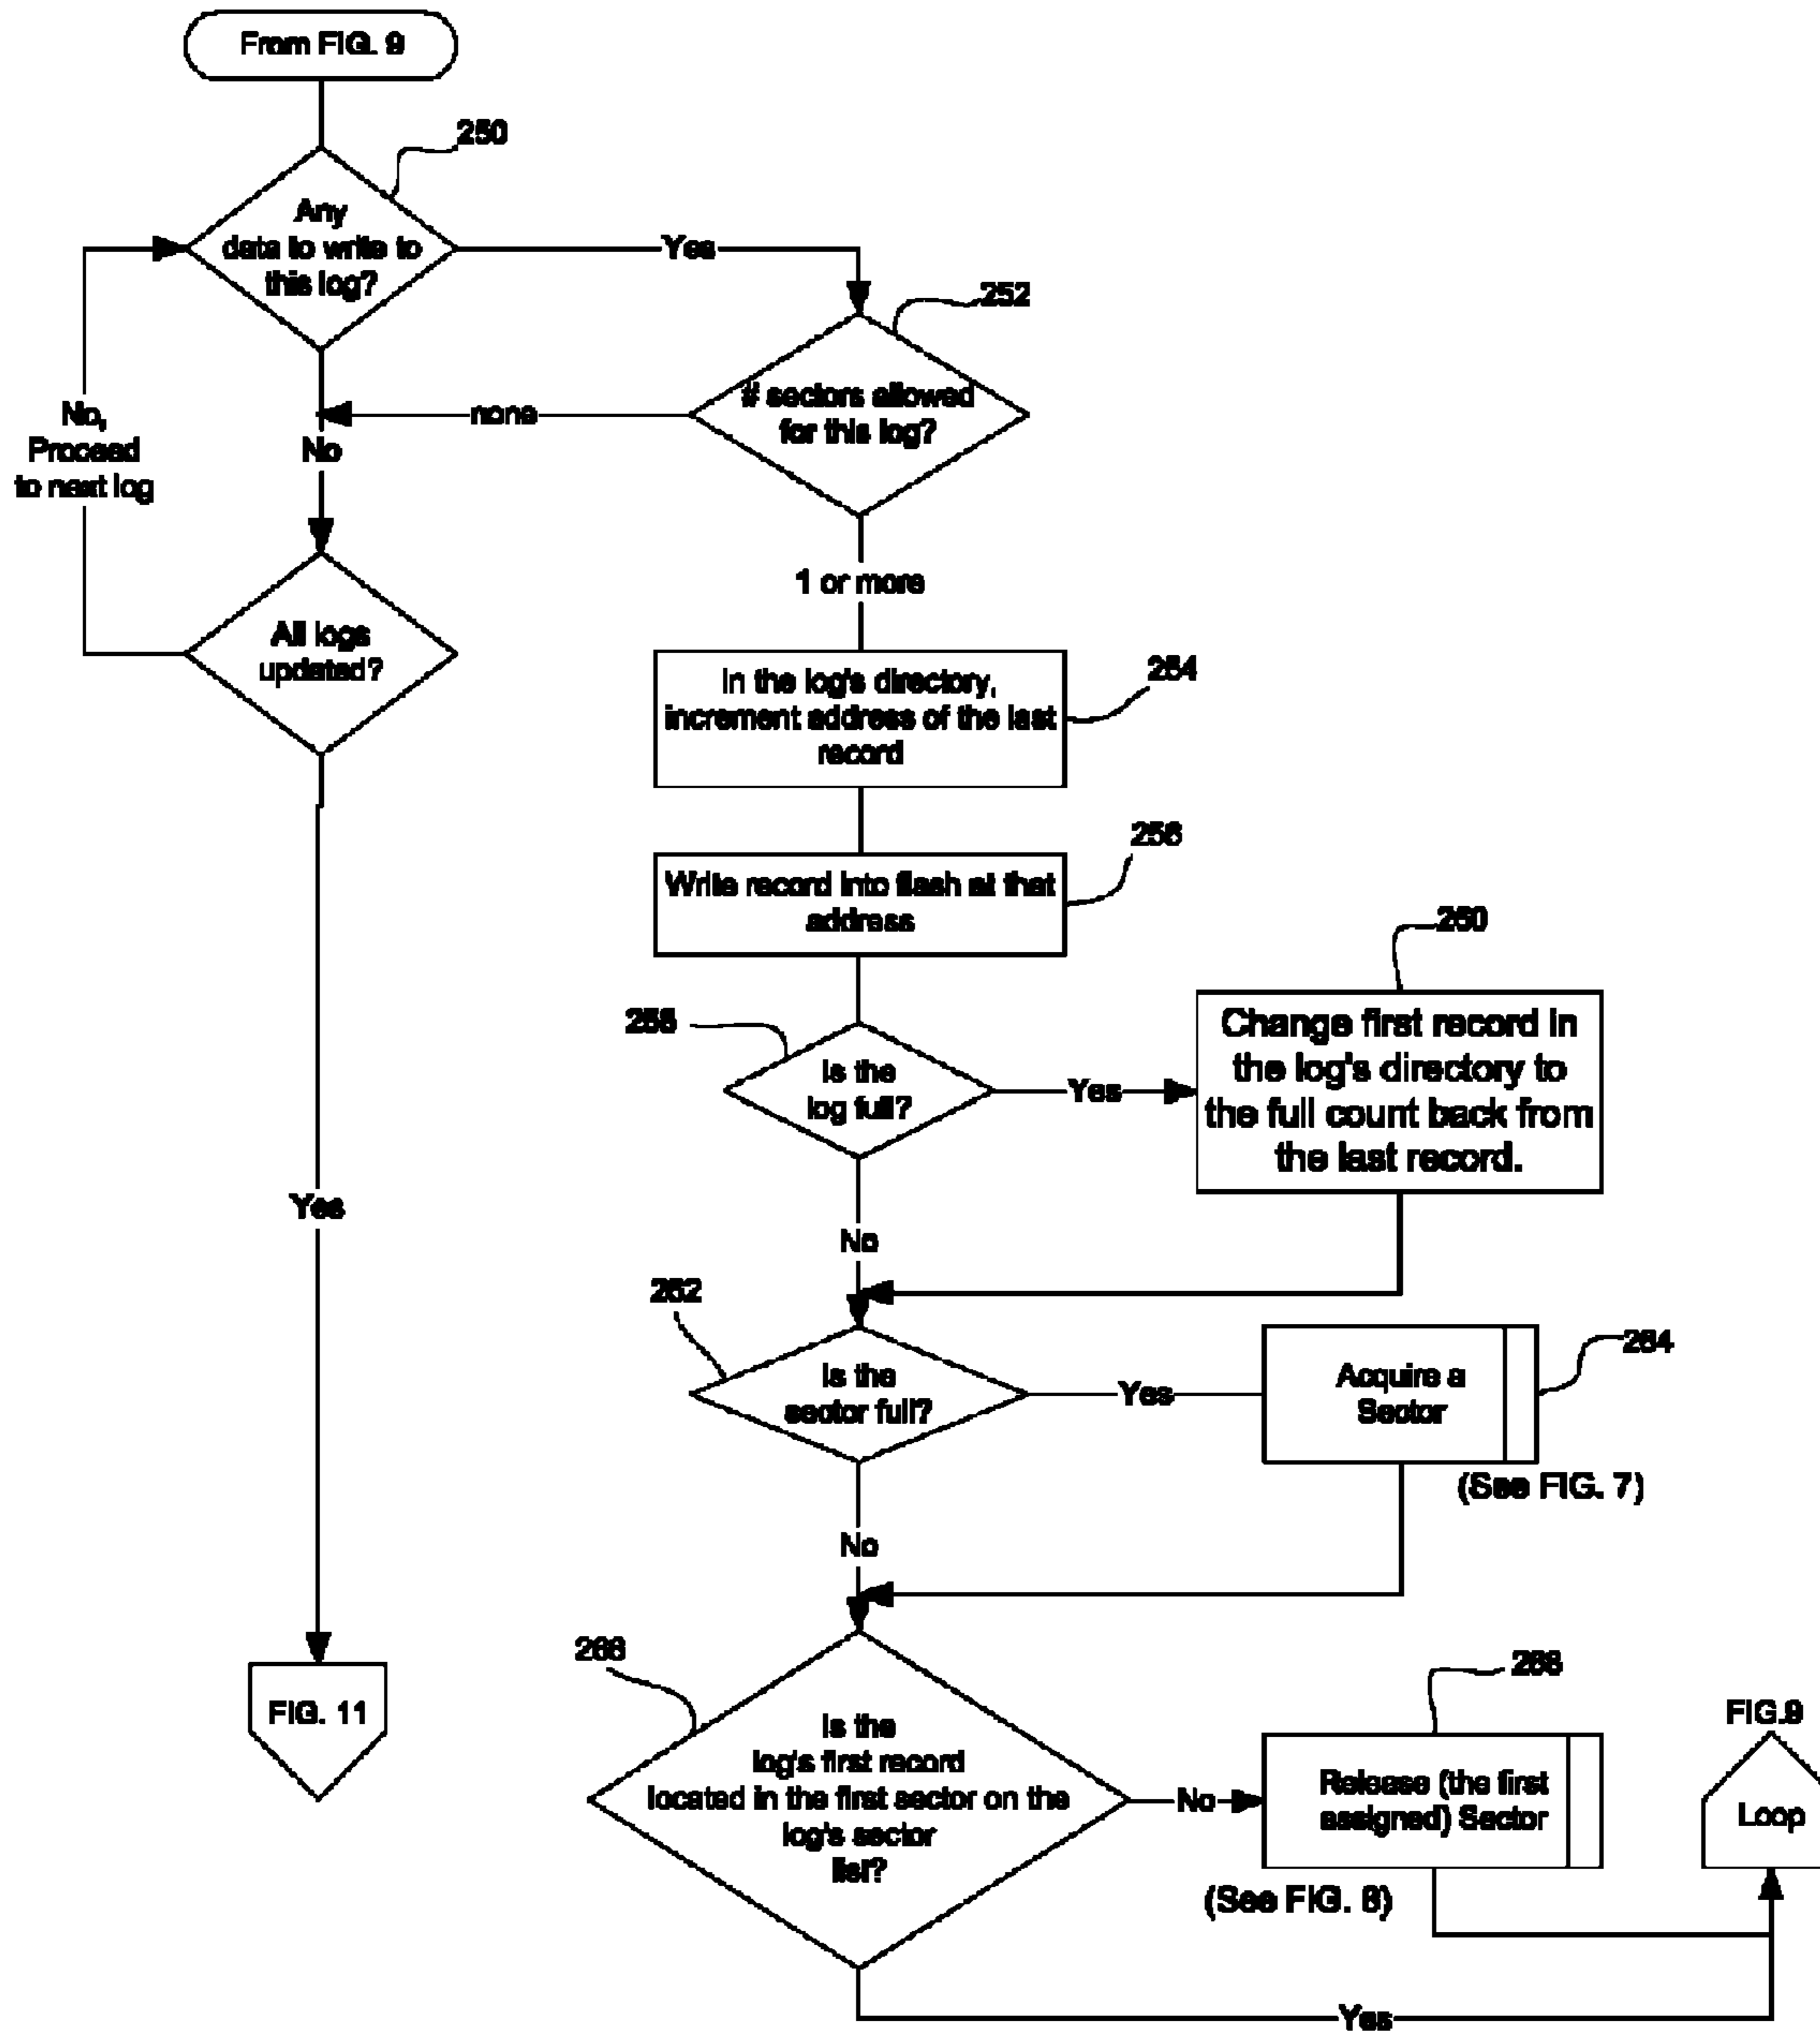 From FIG. 9
250
Any
data to write to
this log?
Yes
252
# sectors allowed
for this log?
none
No,
Proceed
to next log
No
1 or more
All logs
updated?
In the log's directory,
increment address of the last
record
254
256
Write record into flash at that
address
260
258
Is the
log full?
Yes
Change first record in
the log's directory to
the full count back from
the last record.
Yes
No
262
Is the
sector full?
Yes
Acquire a
Sector
264
(See FIG. 7)
No
266
268
FIG. 11
Is the
log's first record
located in the first sector on the
log's sector
list?
No
Release (the first
assigned) Sector
(See FIG. 8)
FIG.9
Loop
Yes